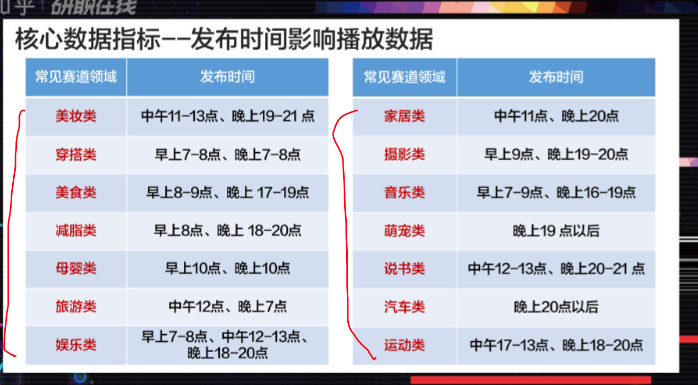 知乎 研职在线
核心数据指标--发布时间影响播放数据
常见赛道领域 发布时间
美妆类 中午11-13点、晚上19-21 点
穿搭类 早上7-8点、晚上7-8点
美食类 早上8-9点、晚上 17-19点
减脂类 早上8点、晚上 18-20点
母婴类 早上10点、晚上10点
旅游类 中午12点、晚上7点
娱乐类 早上7-8点、中午12-13点、
晚上18-20点
常见赛道领域 发布时间
家居类 中午11点、晚上20点
摄影类 早上9点、晚上19-20点
音乐类 早上7-9点、晚上16-19点
萌宠类 晚上19 点以后
说书类 中午12-13点、晚上20-21 点
汽车类 晚上20点以后
运动类 中午17-13点、晚上18-20点